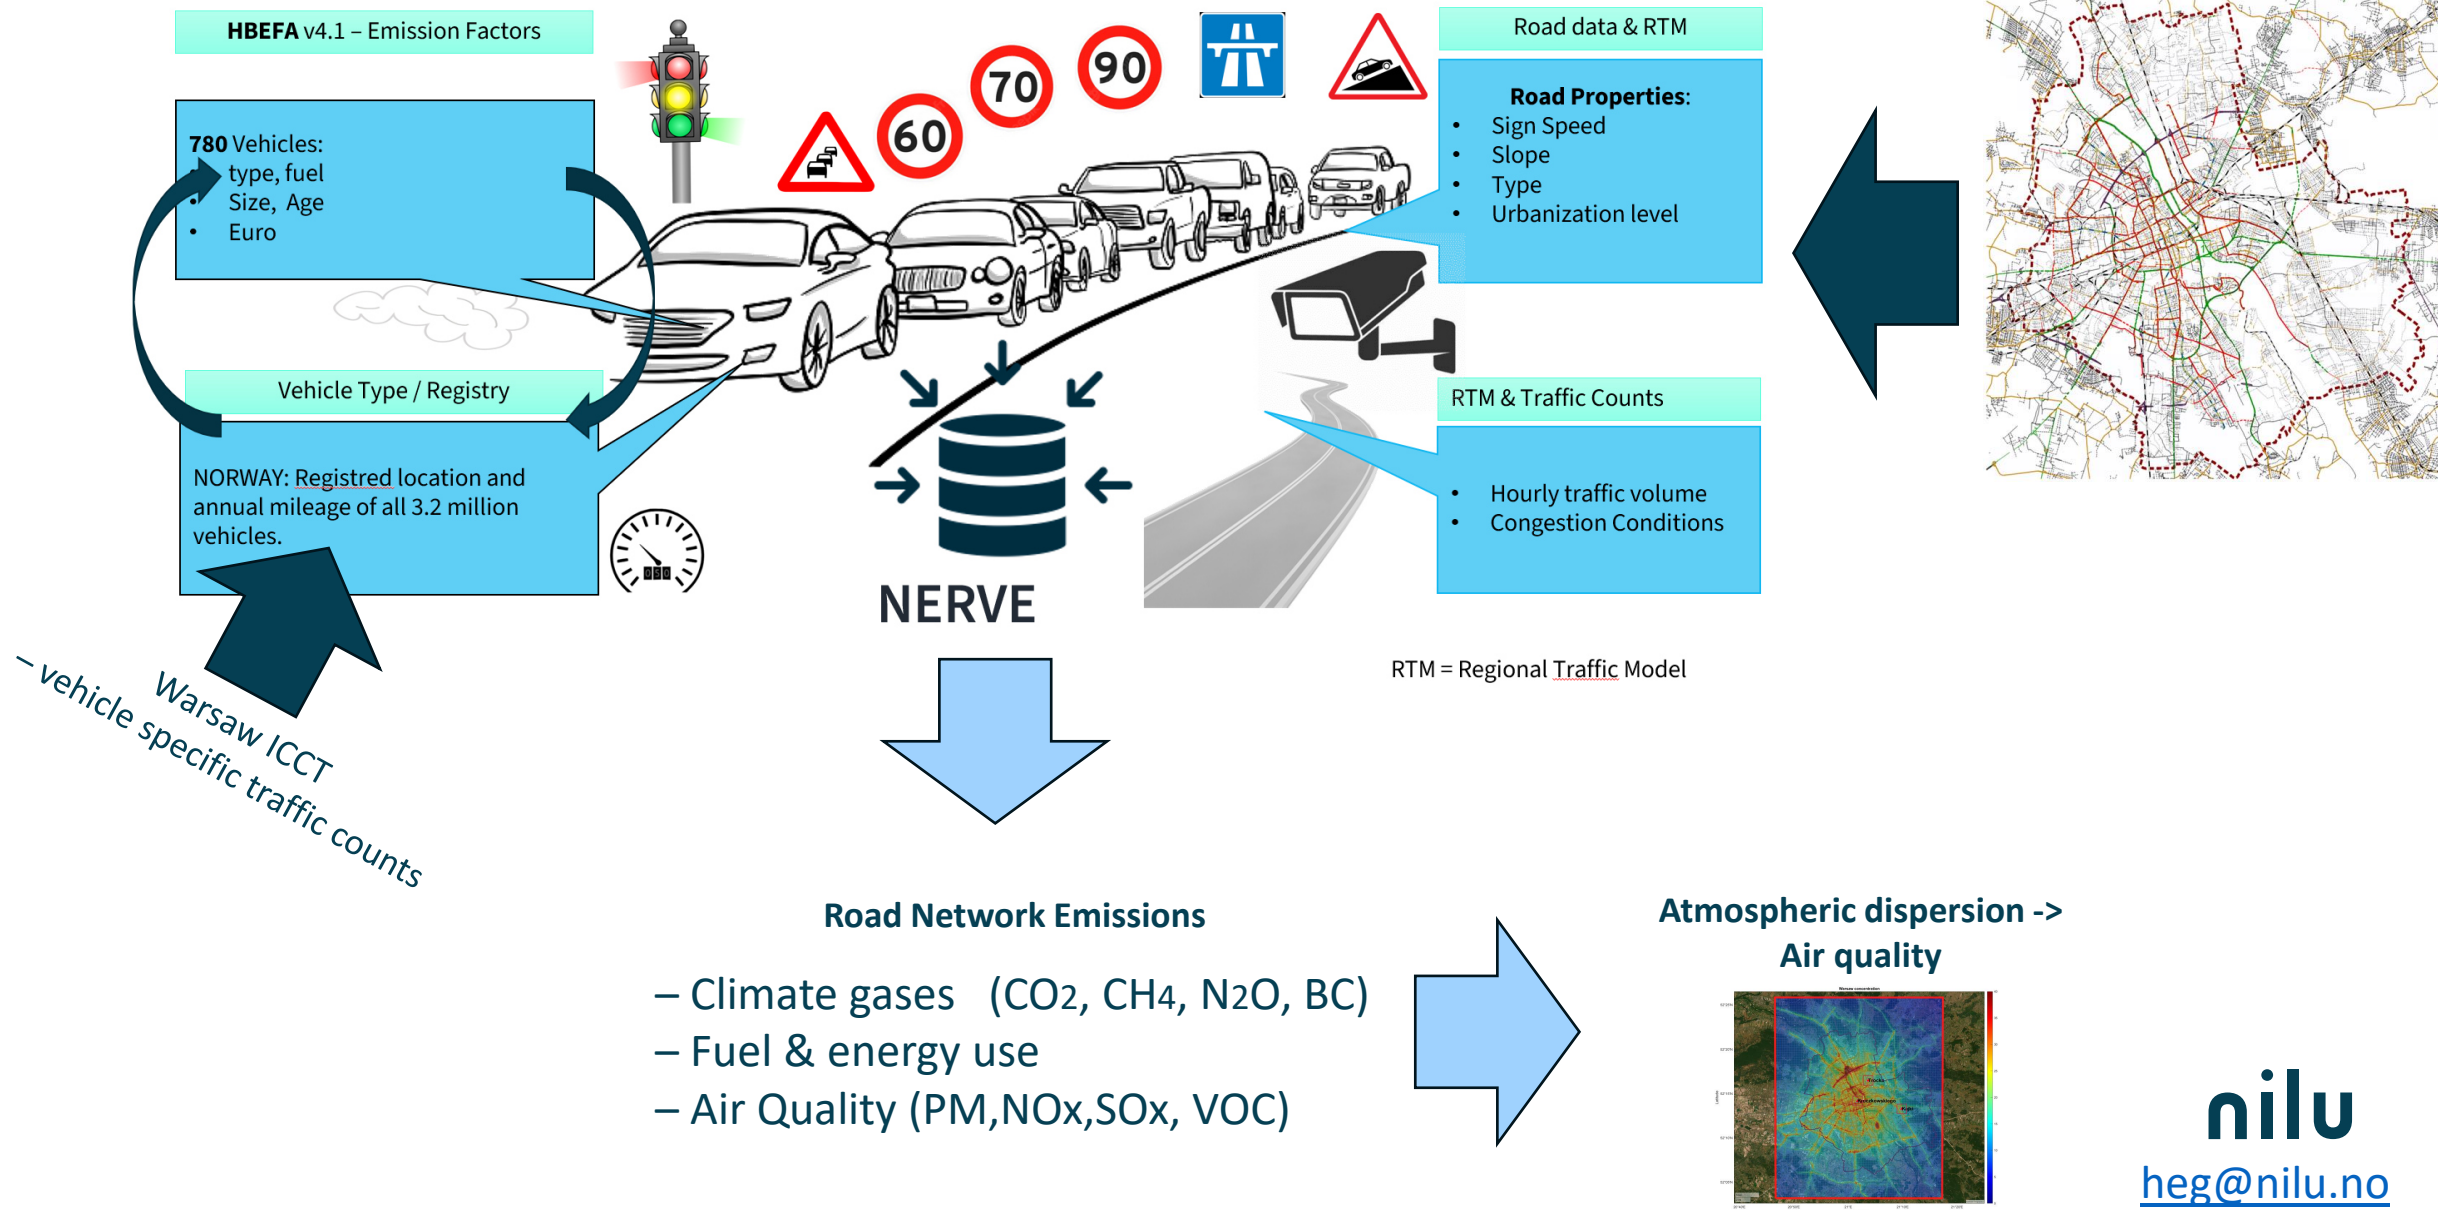 HBEFA v4.1 – Emission Factors
780 Vehicles:
• type, fuel
• Size, Age
• Euro
Vehicle Type / Registry
NORWAY: Registred location and
annual mileage of all 3.2 million
vehicles.
Warsaw ICCT
– vehicle specific traffic counts
60
70
90
Road data & RTM
Road Properties:
• Sign Speed
• Slope
• Type
• Urbanization level
RTM & Traffic Counts
• Hourly traffic volume
• Congestion Conditions
RTM = Regional Traffic Model
NERVE
Road Network Emissions
– Climate gases (CO2, CH4, N2O, BC)
– Fuel & energy use
– Air Quality (PM,NOx,SOx, VOC)
Atmospheric dispersion ->
Air quality
Warsaw concentration
nilu
heg@nilu.no